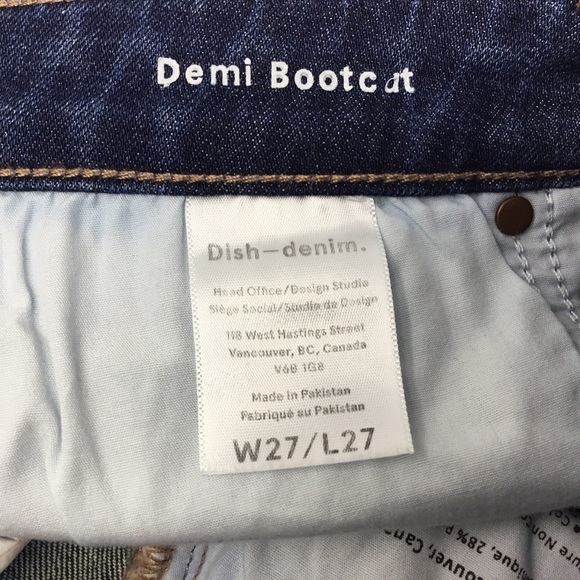 Demi Bootcut
Dish—denim.
Head Office/Design Studio
Siège Social/Studio de Design
118 West Hastings Street
Vancouver, BC, Canada
V6B 1G8
Made in Pakistan
Fabriqué au Pakistan
W27/L27
28%